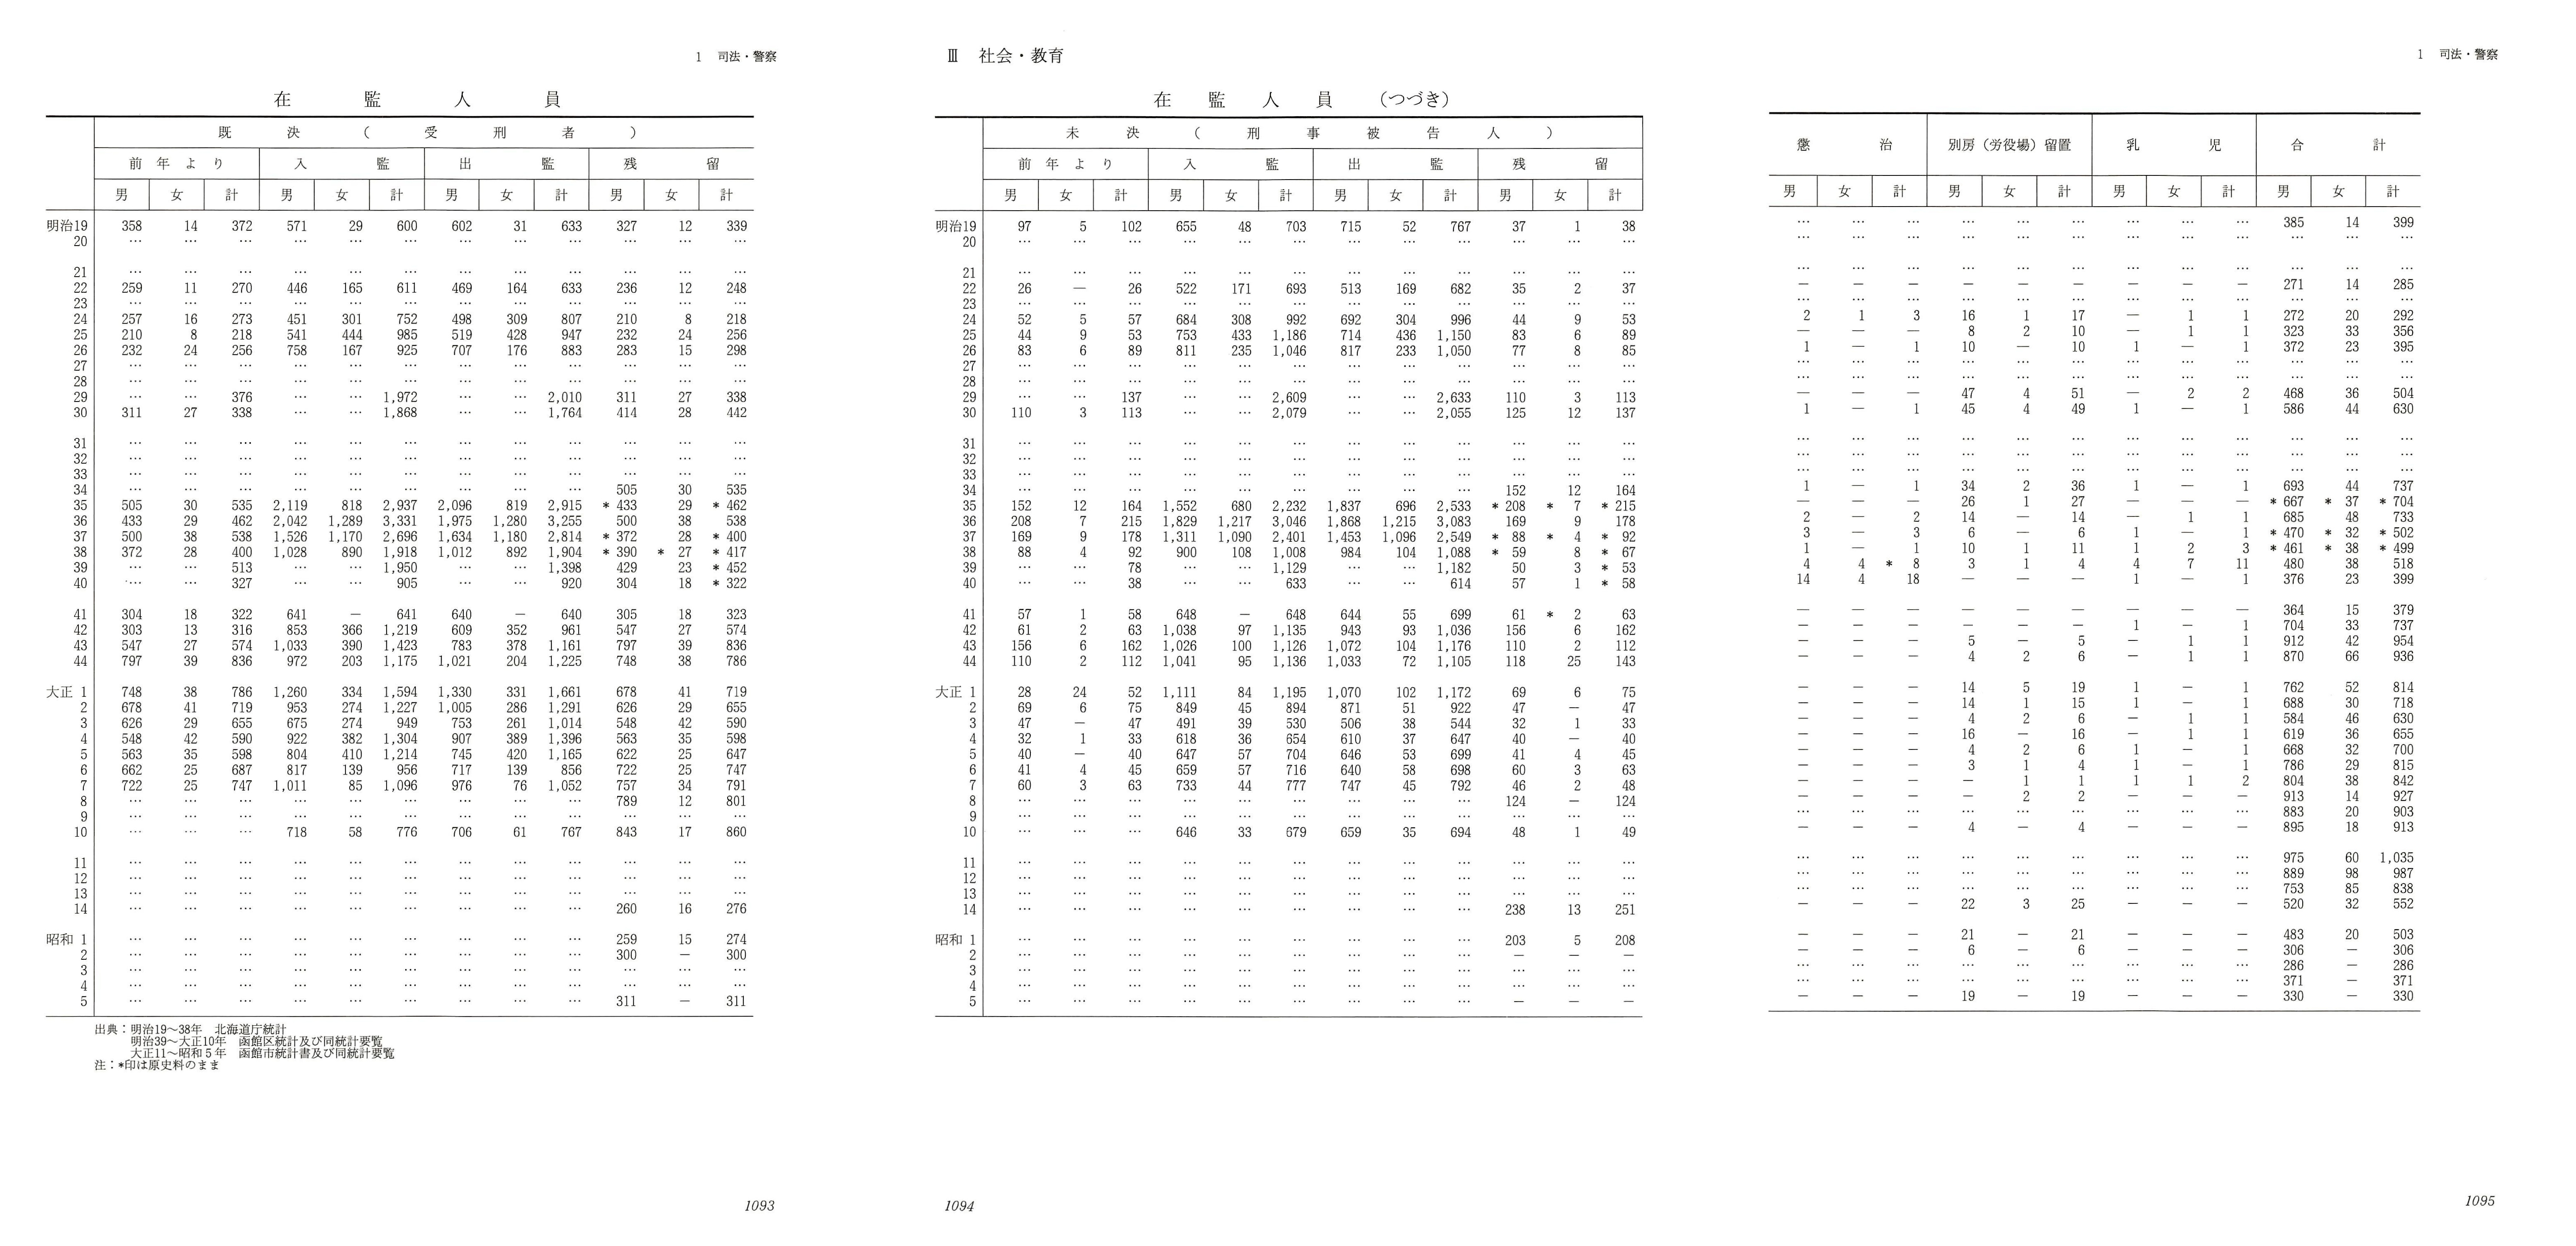 1　司法・警察
在監人員
既決（受刑者）
前年より 入監 出監 残留
男 女 計 男 女 計 男 女 計 男 女 計
明治19 358 14 372 571 29 600 602 31 633 327 12 339
20 … … … … … … … … … … … …
21 … … … … … … … … … … … …
22 259 11 270 446 165 611 469 164 633 236 12 248
23 … … … … … … … … … … … …
24 257 16 273 451 301 752 498 309 807 210 8 218
25 210 8 218 541 444 985 519 428 947 232 24 256
26 232 24 256 758 167 925 707 176 883 283 15 298
27 … … … … … … … … … … … …
28 … … … … … … … … … … … …
29 … … 376 … … 1,972 … … 2,010 311 27 338
30 311 27 338 … … 1,868 … … 1,764 414 28 442
31 … … … … … … … … … … … …
32 … … … … … … … … … … … …
33 … … … … … … … … … … … …
34 … … … … … … … … … 505 30 535
35 505 30 535 2,119 818 2,937 2,096 819 2,915 * 433 29 * 462
36 433 29 462 2,042 1,289 3,331 1,975 1,280 3,255 500 38 538
37 500 38 538 1,526 1,170 2,696 1,634 1,180 2,814 * 372 28 * 400
38 372 28 400 1,028 890 1,918 1,012 892 1,904 * 390 * 27 * 417
39 … … 513 … … 1,950 … … 1,398 429 23 * 452
40 … … 327 … … 905 … … 920 304 18 * 322
41 304 18 322 641 — 641 640 — 640 305 18 323
42 303 13 316 853 366 1,219 609 352 961 547 27 574
43 547 27 574 1,033 390 1,423 783 378 1,161 797 39 836
44 797 39 836 972 203 1,175 1,021 204 1,225 748 38 786
大正 1 748 38 786 1,260 334 1,594 1,330 331 1,661 678 41 719
2 678 41 719 953 274 1,227 1,005 286 1,291 626 29 655
3 626 29 655 675 274 949 753 261 1,014 548 42 590
4 548 42 590 922 382 1,304 907 389 1,396 563 35 598
5 563 35 598 804 410 1,214 745 420 1,165 622 25 647
6 662 25 687 817 139 956 717 139 856 722 25 747
7 722 25 747 1,011 85 1,096 976 76 1,052 757 34 791
8 … … … … … … … … … 789 12 801
9 … … … … … … … … … … … …
10 … … … 718 58 776 706 61 767 843 17 860
11 … … … … … … … … … … … …
12 … … … … … … … … … … … …
13 … … … … … … … … … … … …
14 … … … … … … … … … 260 16 276
昭和 1 … … … … … … … … … 259 15 274
2 … … … … … … … … … 300 — 300
3 … … … … … … … … … … … …
4 … … … … … … … … … … … …
5 … … … … … … … … … 311 — 311
出典：明治19～38年　北海道庁統計
明治39～大正10年　函館区統計及び同統計要覧
大正11～昭和5年　函館市統計書及び同統計要覧
注：*印は原史料のまま
1093
Ⅲ　社会・教育
在監人員（つづき）
未決（刑事被告人）
前年より 入監 出監 残留
男 女 計 男 女 計 男 女 計 男 女 計
明治19 97 5 102 655 48 703 715 52 767 37 1 38
20 … … … … … … … … … … … …
21 … … … … … … … … … … … …
22 26 — 26 522 171 693 513 169 682 35 2 37
23 … … … … … … … … … … … …
24 52 5 57 684 308 992 692 304 996 44 9 53
25 44 9 53 753 433 1,186 714 436 1,150 83 6 89
26 83 6 89 811 235 1,046 817 233 1,050 77 8 85
27 … … … … … … … … … … … …
28 … … … … … … … … … … … …
29 … … 137 … … 2,609 … … 2,633 110 3 113
30 110 3 113 … … 2,079 … … 2,055 125 12 137
31 … … … … … … … … … … … …
32 … … … … … … … … … … … …
33 … … … … … … … … … … … …
34 … … … … … … … … … 152 12 164
35 152 12 164 1,552 680 2,232 1,837 696 2,533 * 208 * 7 * 215
36 208 7 215 1,829 1,217 3,046 1,868 1,215 3,083 169 9 178
37 169 9 178 1,311 1,090 2,401 1,453 1,096 2,549 * 88 * 4 * 92
38 88 4 92 900 108 1,008 984 104 1,088 * 59 8 * 67
39 … … 78 … … 1,129 … … 1,182 50 3 * 53
40 … … 38 … … 633 … … 614 57 1 * 58
41 57 1 58 648 — 648 644 55 699 61 * 2 63
42 61 2 63 1,038 97 1,135 943 93 1,036 156 6 162
43 156 6 162 1,026 100 1,126 1,072 104 1,176 110 2 112
44 110 2 112 1,041 95 1,136 1,033 72 1,105 118 25 143
大正 1 28 24 52 1,111 84 1,195 1,070 102 1,172 69 6 75
2 69 6 75 849 45 894 871 51 922 47 — 47
3 47 — 47 491 39 530 506 38 544 32 1 33
4 32 1 33 618 36 654 610 37 647 40 — 40
5 40 — 40 647 57 704 646 53 699 41 4 45
6 41 4 45 659 57 716 640 58 698 60 3 63
7 60 3 63 733 44 777 747 45 792 46 2 48
8 … … … … … … … … … 124 — 124
9 … … … … … … … … … … … …
10 … … … 646 33 679 659 35 694 48 1 49
11 … … … … … … … … … … … …
12 … … … … … … … … … … … …
13 … … … … … … … … … … … …
14 … … … … … … … … … 238 13 251
昭和 1 … … … … … … … … … 203 5 208
2 … … … … … … … … … — — —
3 … … … … … … … … … … … …
4 … … … … … … … … … … … …
5 … … … … … … … … … — — —
1094
1　司法・警察
懲治 別房（労役場）留置 乳児 合計
男 女 計 男 女 計 男 女 計 男 女 計
… … … … … … … … … 385 14 399
… … … … … … … … … … … …
… … … … … … … … … … … …
— — — — — — — — — 271 14 285
… … … … … … … … … … … …
2 1 3 16 1 17 — 1 1 272 20 292
— — — 8 2 10 — 1 1 323 33 356
1 — 1 10 — 10 1 — 1 372 23 395
… … … … … … … … … … … …
… … … … … … … … … … … …
— — — 47 4 51 — 2 2 468 36 504
1 — 1 45 4 49 1 — 1 586 44 630
… … … … … … … … … … … …
… … … … … … … … … … … …
… … … … … … … … … … … …
1 — 1 34 2 36 1 — 1 693 44 737
— — — 26 1 27 — — — * 667 * 37 * 704
2 — 2 14 — 14 — 1 1 685 48 733
3 — 3 6 — 6 1 — 1 * 470 * 32 * 502
1 — 1 10 1 11 1 2 3 * 461 * 38 * 499
4 4 * 8 3 1 4 4 7 11 480 38 518
14 4 18 — — — 1 — 1 376 23 399
— — — — — — — — — 364 15 379
— — — — — — 1 — 1 704 33 737
— — — 5 — 5 — 1 1 912 42 954
— — — 4 2 6 — 1 1 870 66 936
— — — 14 5 19 1 — 1 762 52 814
— — — 14 1 15 1 — 1 688 30 718
— — — 4 2 6 — 1 1 584 46 630
— — — 16 — 16 — 1 1 619 36 655
— — — 4 2 6 1 — 1 668 32 700
— — — 3 1 4 1 — 1 786 29 815
— — — — 1 1 1 1 2 804 38 842
— — — — 2 2 — — — 913 14 927
… … … … … … … … … 883 20 903
— — — 4 — 4 — — — 895 18 913
… … … … … … … … … 975 60 1,035
… … … … … … … … … 889 98 987
… … … … … … … … … 753 85 838
— — — 22 3 25 — — — 520 32 552
— — — 21 — 21 — — — 483 20 503
— — — 6 — 6 — — — 306 — 306
… … … … … … … … … 286 — 286
… … … … … … … … … 371 — 371
— — — 19 — 19 — — — 330 — 330
1095